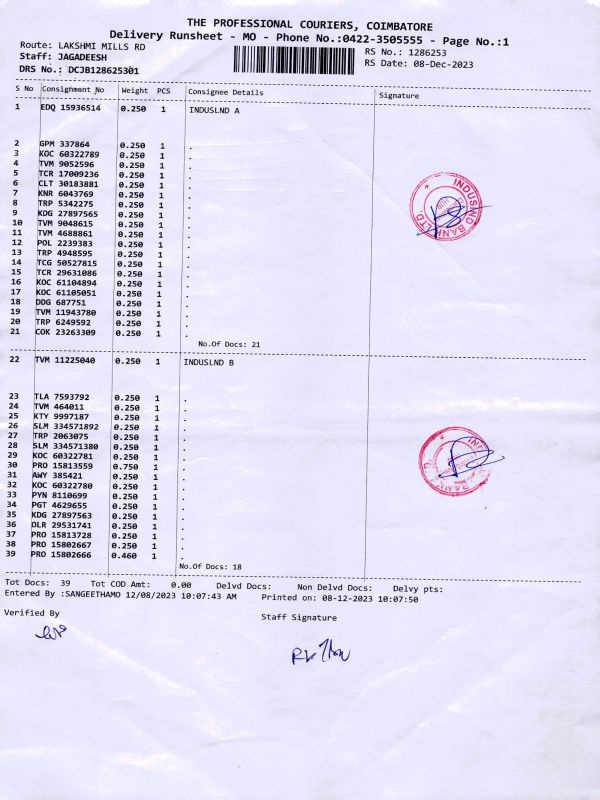 THE PROFESSIONAL COURIERS, COIMBATORE
Delivery Runsheet - MO - Phone No.:0422-3505555 - Page No.:1
Route: LAKSHMI MILLS RD
RS No.: 1286253
Staff: JAGADEESH
RS Date: 08-Dec-2023
DRS No.: DCJB128625301
S No Consignment No Weight PCS Consignee Details Signature
1 EDQ 15936514 0.250 1 INDUSLND A
2 GPM 337864 0.250 1 .
3 KOC 60322789 0.250 1 .
4 TVM 9052596 0.250 1 .
5 TCR 17009236 0.250 1 .
6 CLT 30183881 0.250 1 .
7 KNR 6043769 0.250 1 .
8 TRP 5342275 0.250 1 .
9 KDG 27897565 0.250 1 .
10 TVM 9048615 0.250 1 .
11 TVM 4688861 0.250 1 .
12 POL 2239383 0.250 1 .
13 TRP 4948595 0.250 1 .
14 TCG 50527815 0.250 1 .
15 TCR 29631086 0.250 1 .
16 KOC 61104894 0.250 1 .
17 KOC 61105051 0.250 1 .
18 DDG 687751 0.250 1 .
19 TVM 11943780 0.250 1 .
20 TRP 6249592 0.250 1 .
21 COK 23263309 0.250 1 .
INDUSIND BANK LTD.
No.Of Docs: 21
22 TVM 11225040 0.250 1 INDUSLND B
23 TLA 7593792 0.250 1 .
24 TVM 464011 0.250 1 .
25 KTY 9997187 0.250 1 .
26 SLM 334571892 0.250 1 .
27 TRP 2063075 0.250 1 .
28 SLM 334571380 0.250 1 .
29 KOC 60322781 0.250 1 .
30 PRO 15813559 0.750 1 .
31 AWY 385421 0.250 1 .
32 KOC 60322780 0.250 1 .
33 PYN 8110699 0.250 1 .
34 PGT 4629655 0.250 1 .
35 KDG 27897563 0.250 1 .
36 DLR 29531741 0.250 1 .
37 PRO 15813728 0.250 1 .
38 PRO 15802667 0.250 1 .
39 PRO 15802666 0.460 1 .
No.Of Docs: 18
Tot Docs: 39 Tot COD Amt: 0.00 Delvd Docs: Non Delvd Docs: Delvy pts:
Entered By :SANGEETHAMO 12/08/2023 10:07:43 AM Printed on: 08-12-2023 10:07:50
Verified By
Staff Signature